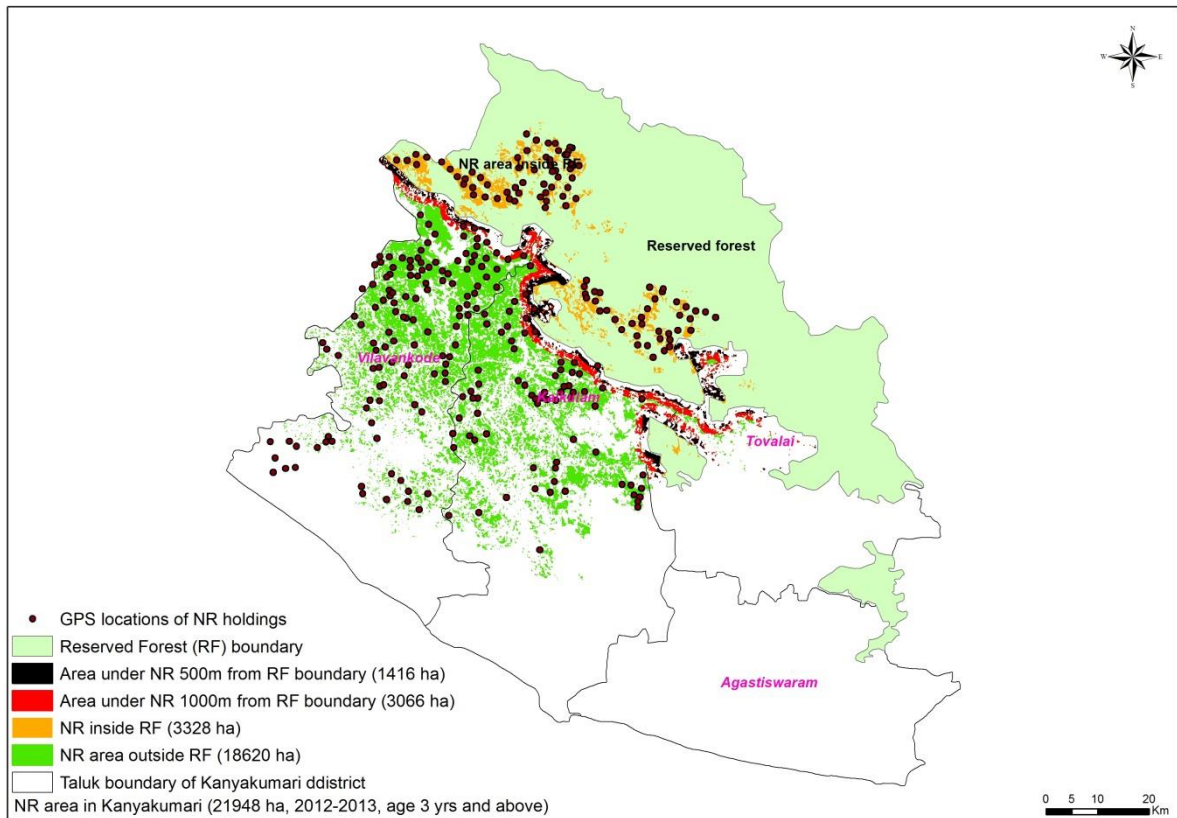 N
W E
S
NR area inside RF
Reserved forest
Vilavankode
Kalkulam
Tovalai
Agastiswaram
GPS locations of NR holdings
Reserved Forest (RF) boundary
Area under NR 500m from RF boundary (1416 ha)
Area under NR 1000m from RF boundary (3066 ha)
NR inside RF (3328 ha)
NR area outside RF (18620 ha)
Taluk boundary of Kanyakumari ddistrict
NR area in Kanyakumari (21948 ha, 2012-2013, age 3 yrs and above)
0 5 10 20
Km